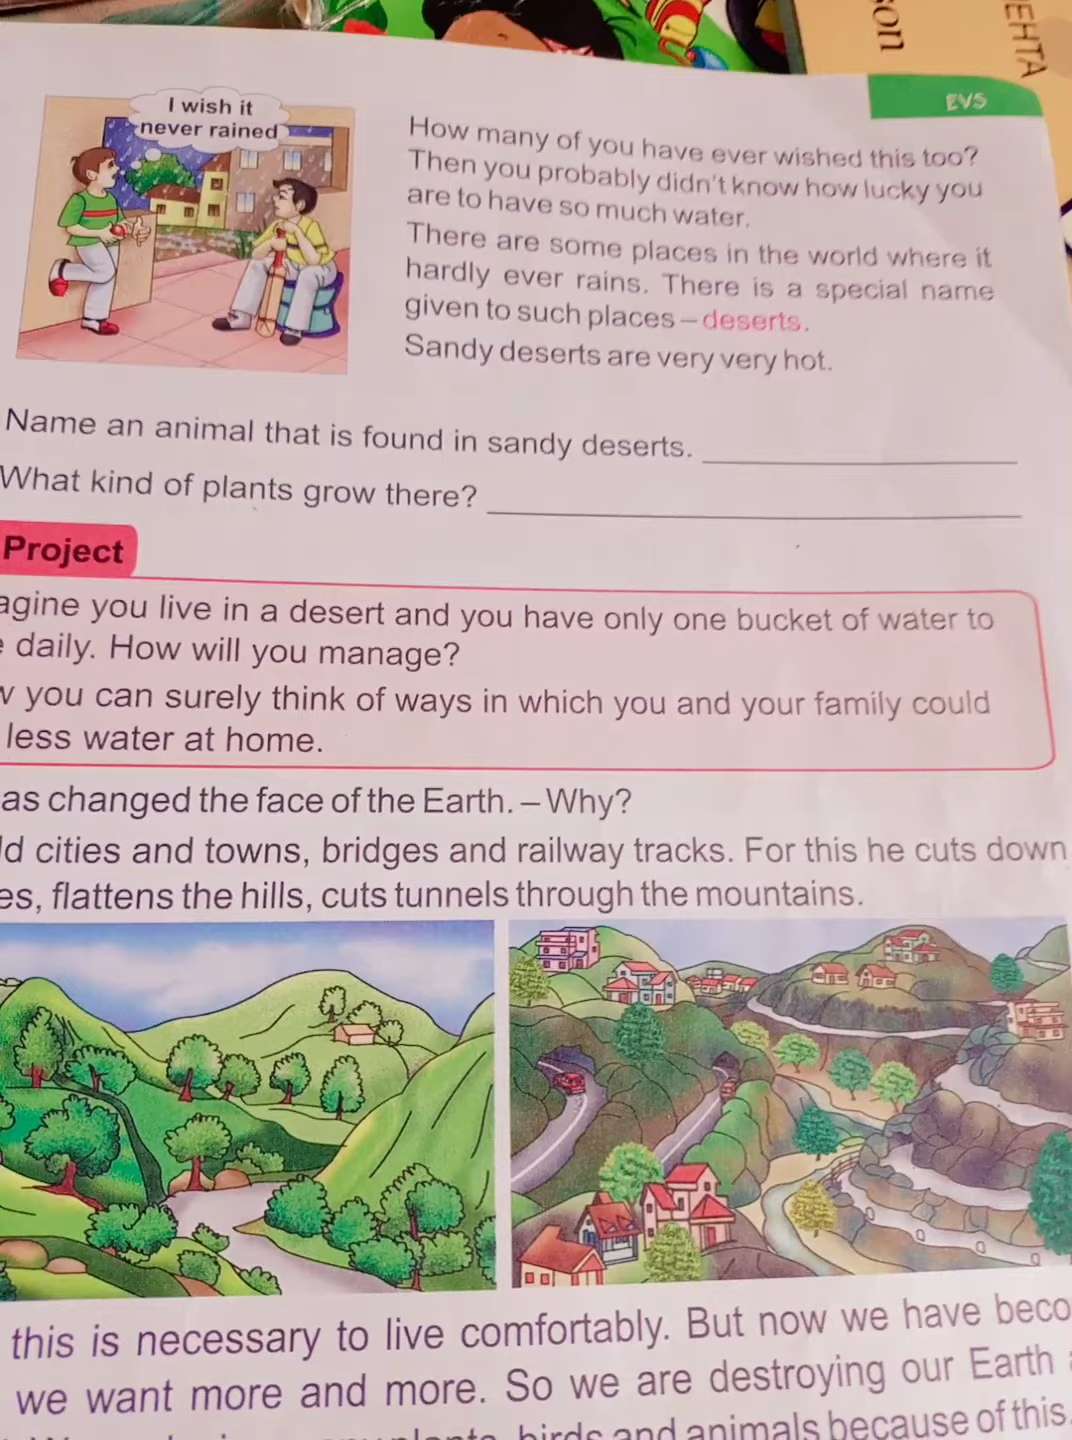 son
MEHTA
EVS
I wish it
never rained
How many of you have ever wished this too?
Then you probably didn't know how lucky you
are to have so much water.
There are some places in the world where it
hardly ever rains. There is a special name
given to such places – deserts.
Sandy deserts are very very hot.
Name an animal that is found in sandy deserts.
What kind of plants grow there?
Project
agine you live in a desert and you have only one bucket of water to
e daily. How will you manage?
w you can surely think of ways in which you and your family could
less water at home.
as changed the face of the Earth. – Why?
ld cities and towns, bridges and railway tracks. For this he cuts down
es, flattens the hills, cuts tunnels through the mountains.
this is necessary to live comfortably. But now we have beco
we want more and more. So we are destroying our Earth
birds and animals because of this.